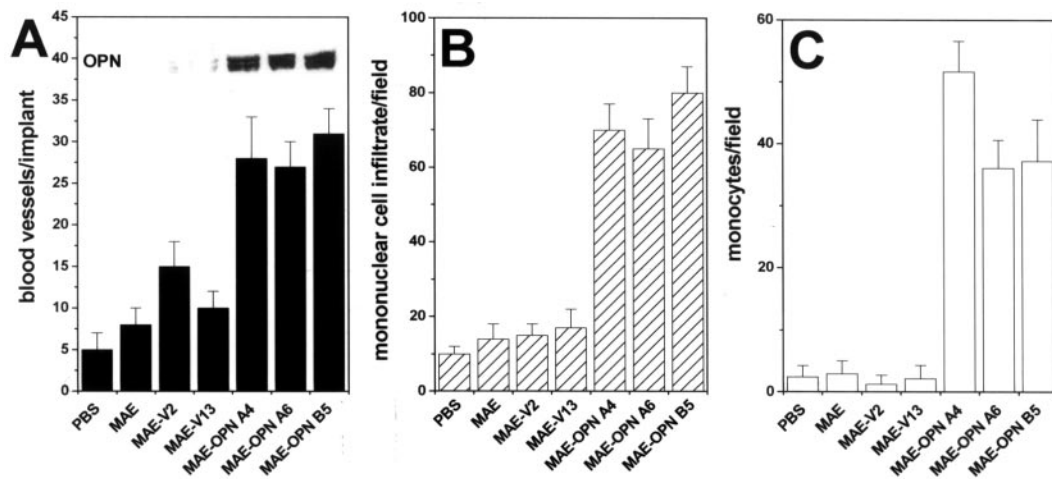 A
OPN
blood vessels/implant
45
40
35
30
25
20
15
10
5
0
PBS
MAE
MAE-V2
MAE-V13
MAE-OPN A4
MAE-OPN A6
MAE-OPN B5
B
mononuclear cell infiltrate/field
100
80
60
40
20
0
PBS
MAE
MAE-V2
MAE-V13
MAE-OPN A4
MAE-OPN A6
MAE-OPN B5
C
monocytes/field
60
40
20
0
PBS
MAE
MAE-V2
MAE-V13
MAE-OPN A4
MAE-OPN A6
MAE-OPN B5